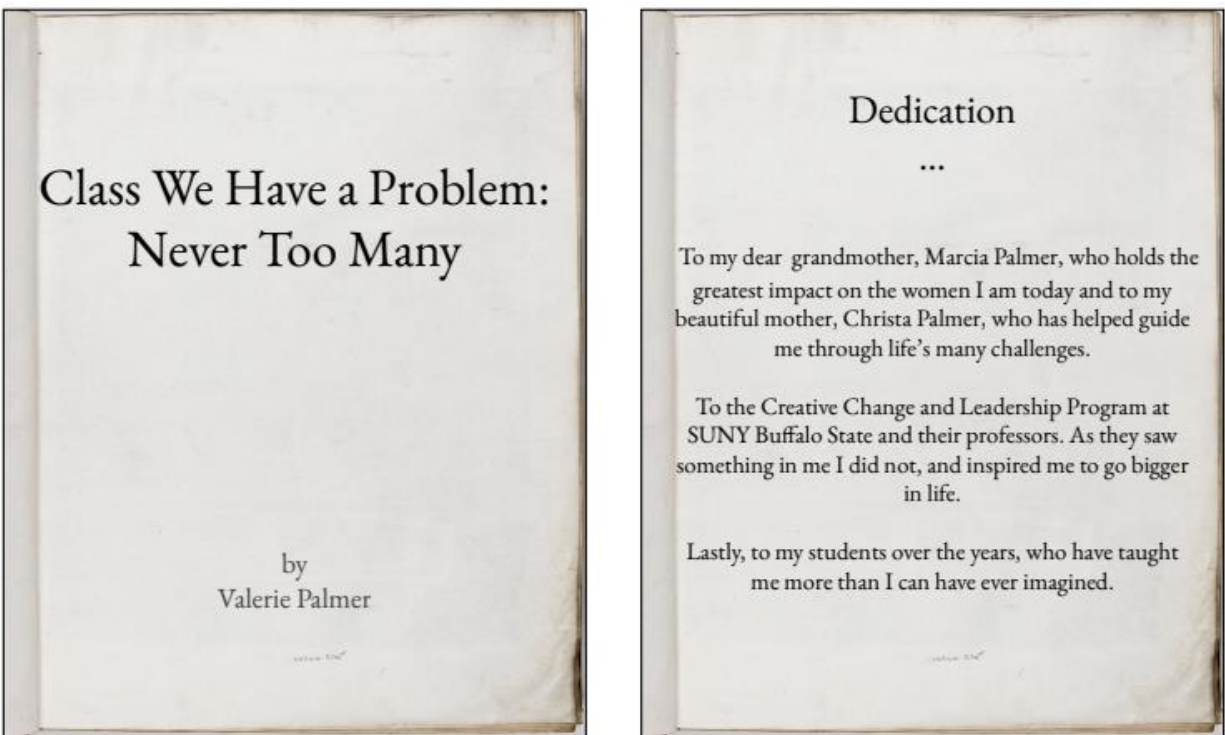 Class We Have a Problem:
Never Too Many
by
Valerie Palmer
Dedication
...
To my dear grandmother, Marcia Palmer, who holds the
greatest impact on the women I am today and to my
beautiful mother, Christa Palmer, who has helped guide
me through life's many challenges.
To the Creative Change and Leadership Program at
SUNY Buffalo State and their professors. As they saw
something in me I did not, and inspired me to go bigger
in life.
Lastly, to my students over the years, who have taught
me more than I can have ever imagined.